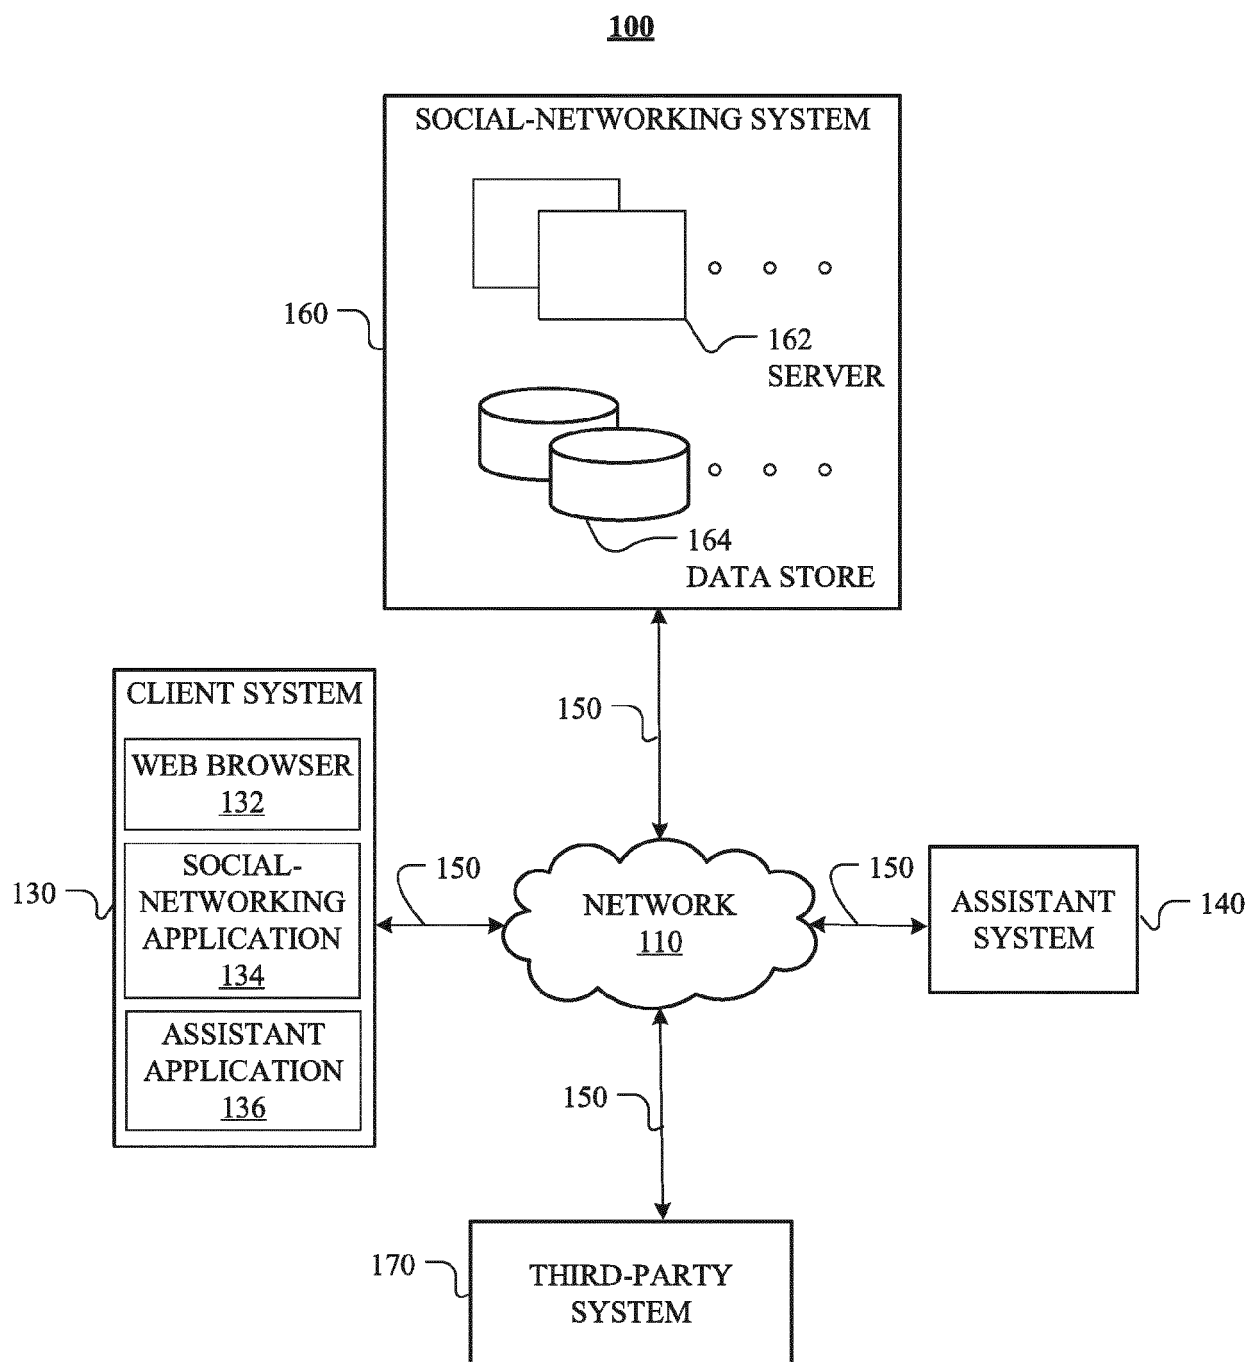 100
SOCIAL-NETWORKING SYSTEM
160
162
SERVER
164
DATA STORE
CLIENT SYSTEM
WEB BROWSER
132
SOCIAL-
NETWORKING
APPLICATION
134
ASSISTANT
APPLICATION
136
130
150
150
NETWORK
110
150
ASSISTANT
SYSTEM
140
150
170
THIRD-PARTY
SYSTEM